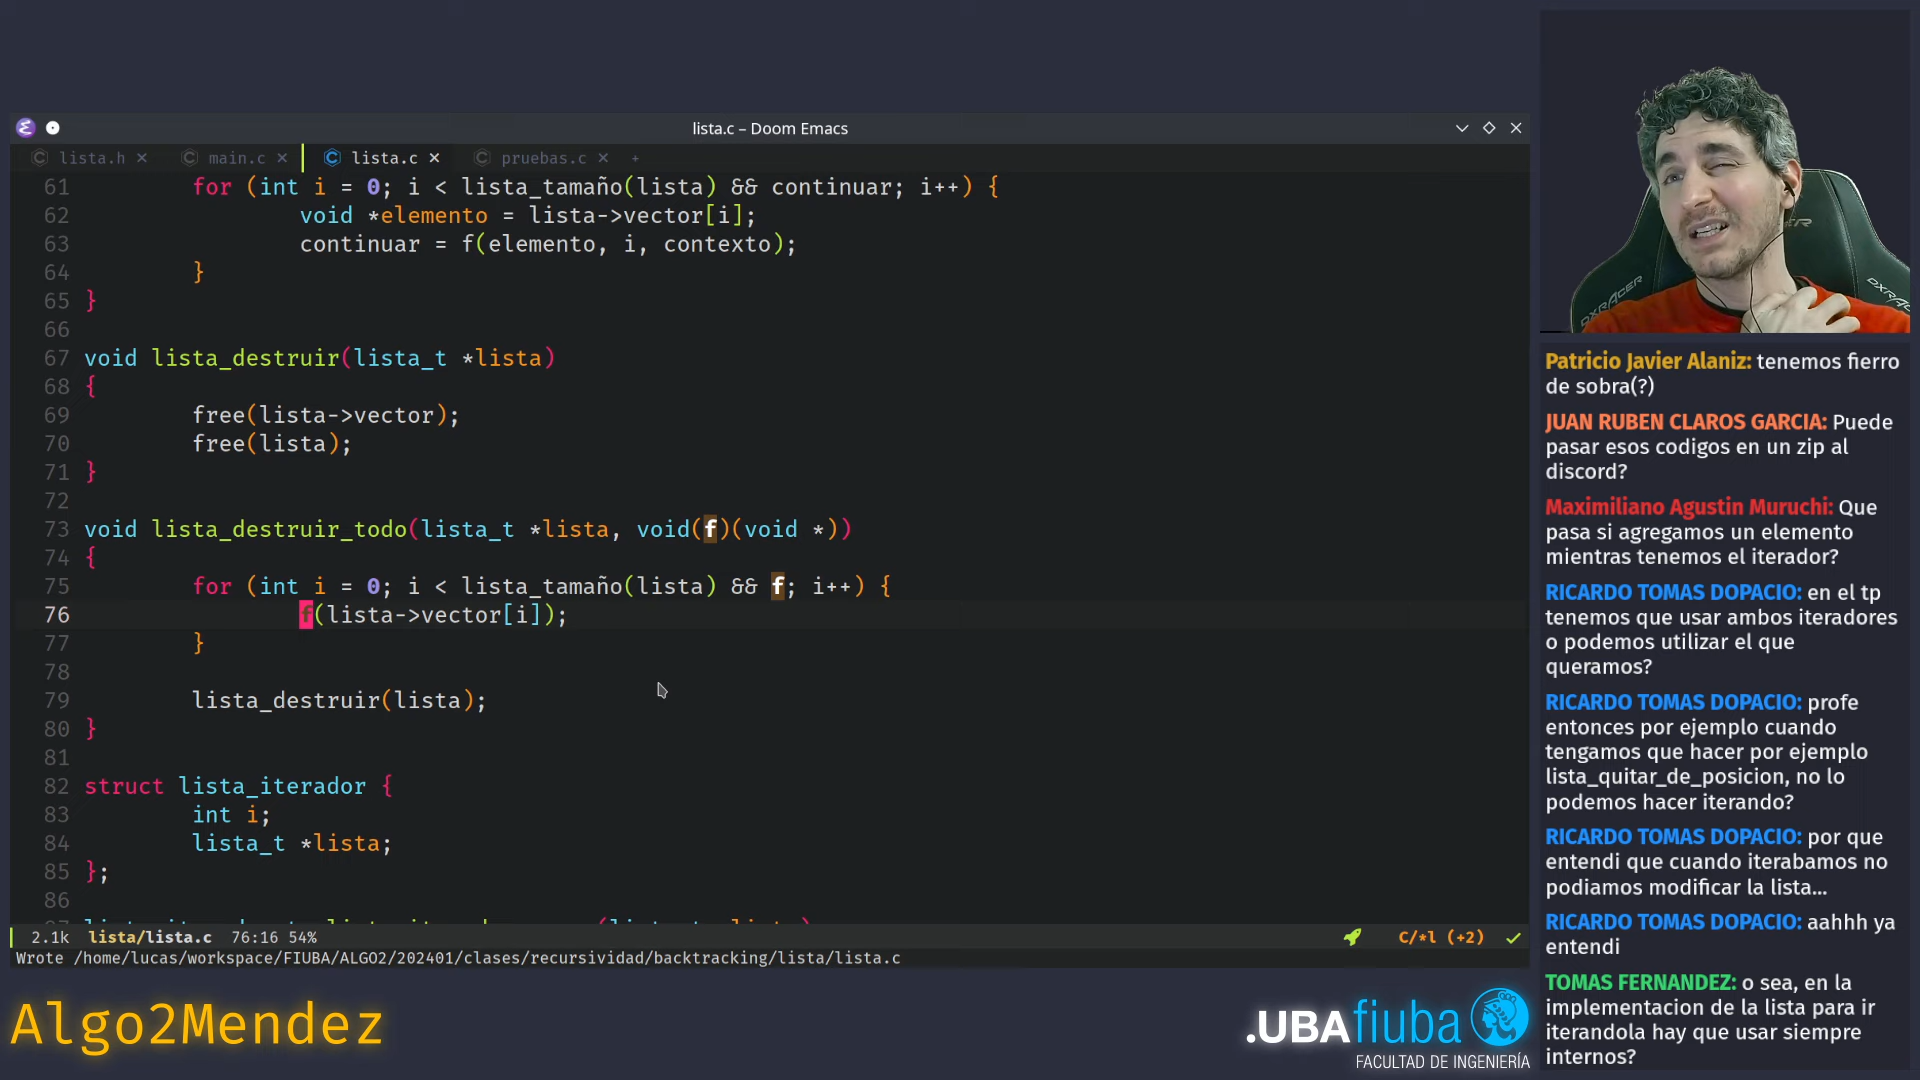 lista.c – Doom Emacs
lista.h × main.c × lista.c × pruebas.c × +
61 for (int i = 0; i < lista_tamaño(lista) && continuar; i++) {
62 void *elemento = lista->vector[i];
63 continuar = f(elemento, i, contexto);
64 }
65 }
66
67 void lista_destruir(lista_t *lista)
68 {
69 free(lista->vector);
70 free(lista);
71 }
72
73 void lista_destruir_todo(lista_t *lista, void(f)(void *))
74 {
75 for (int i = 0; i < lista_tamaño(lista) && f; i++) {
76 f(lista->vector[i]);
77 }
78
79 lista_destruir(lista);
80 }
81
82 struct lista_iterador {
83 int i;
84 lista_t *lista;
85 };
86
2.1k lista/lista.c 76:16 54% C/*l (+2)
Wrote /home/lucas/workspace/FIUBA/ALGO2/202401/clases/recursividad/backtracking/lista/lista.c
Algo2Mendez
.UBAfiuba
FACULTAD DE INGENIERÍA
DXRACER
Patricio Javier Alaniz: tenemos fierro
de sobra(?)
JUAN RUBEN CLAROS GARCIA: Puede
pasar esos codigos en un zip al
discord?
Maximiliano Agustin Muruchi: Que
pasa si agregamos un elemento
mientras tenemos el iterador?
RICARDO TOMAS DOPACIO: en el tp
tenemos que usar ambos iteradores
o podemos utilizar el que
queramos?
RICARDO TOMAS DOPACIO: profe
entonces por ejemplo cuando
tengamos que hacer por ejemplo
lista_quitar_de_posicion, no lo
podemos hacer iterando?
RICARDO TOMAS DOPACIO: por que
entendi que cuando iterabamos no
podiamos modificar la lista...
RICARDO TOMAS DOPACIO: aahhh ya
entendi
TOMAS FERNANDEZ: o sea, en la
implementacion de la lista para ir
iterandola hay que usar siempre
internos?